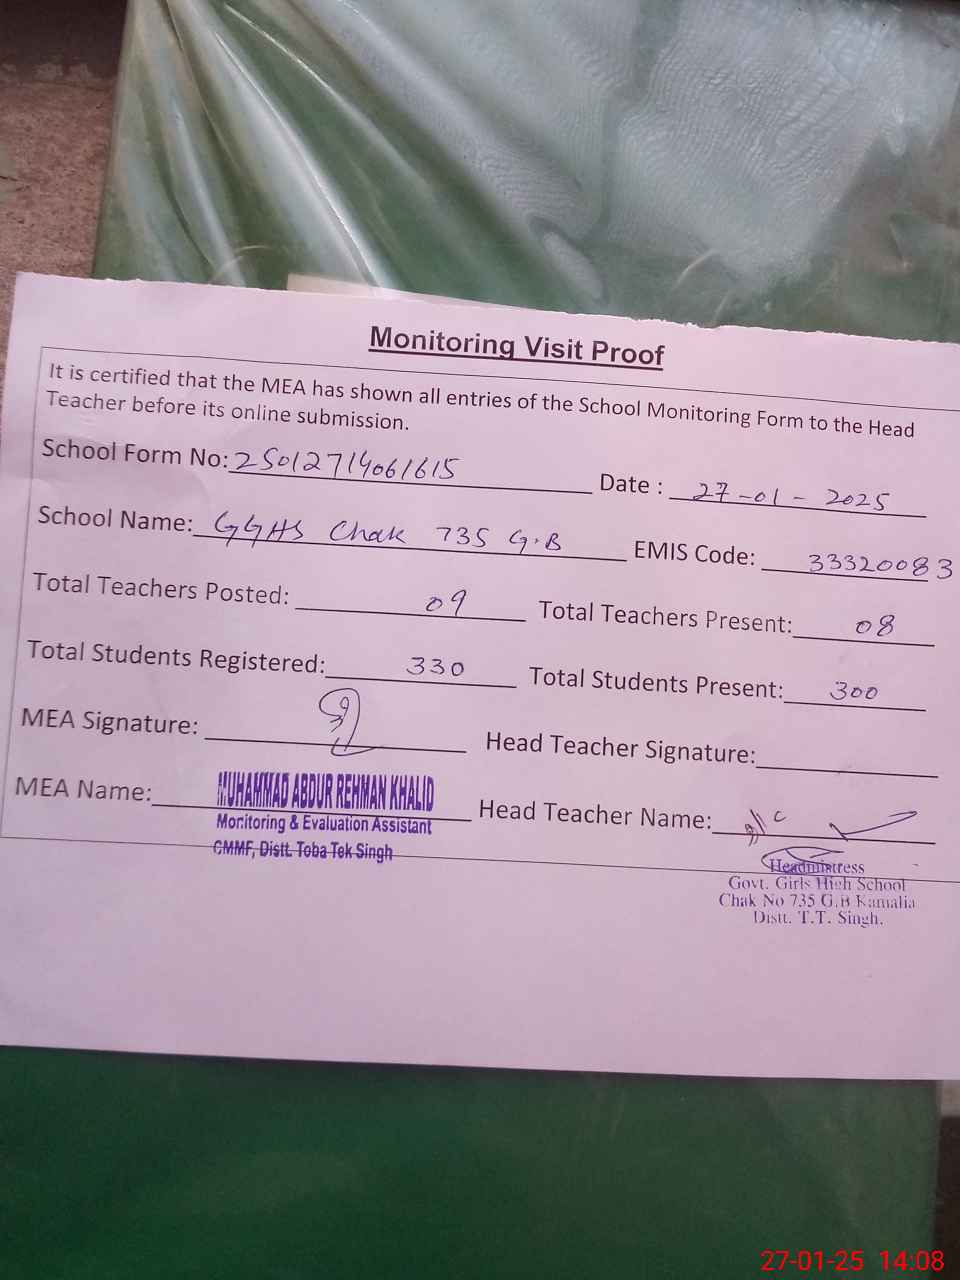 Monitoring Visit Proof
It is certified that the MEA has shown all entries of the School Monitoring Form to the Head
Teacher before its online submission.
School Form No: 25012714061615 Date : 27-01-2025
School Name: GGHS Chak 735 G.B EMIS Code: 33320083
Total Teachers Posted: 09 Total Teachers Present: 08
Total Students Registered: 330 Total Students Present: 300
MEA Signature: Head Teacher Signature:
MEA Name: MUHAMMAD ABDUR REHMAN KHALID Head Teacher Name:
Monitoring & Evaluation Assistant
CMMF, Distt. Toba Tek Singh
Headmistress
Govt. Girls High School
Chak No 735 G.B Kamalia
Distt. T.T. Singh.
27-01-25 14:08